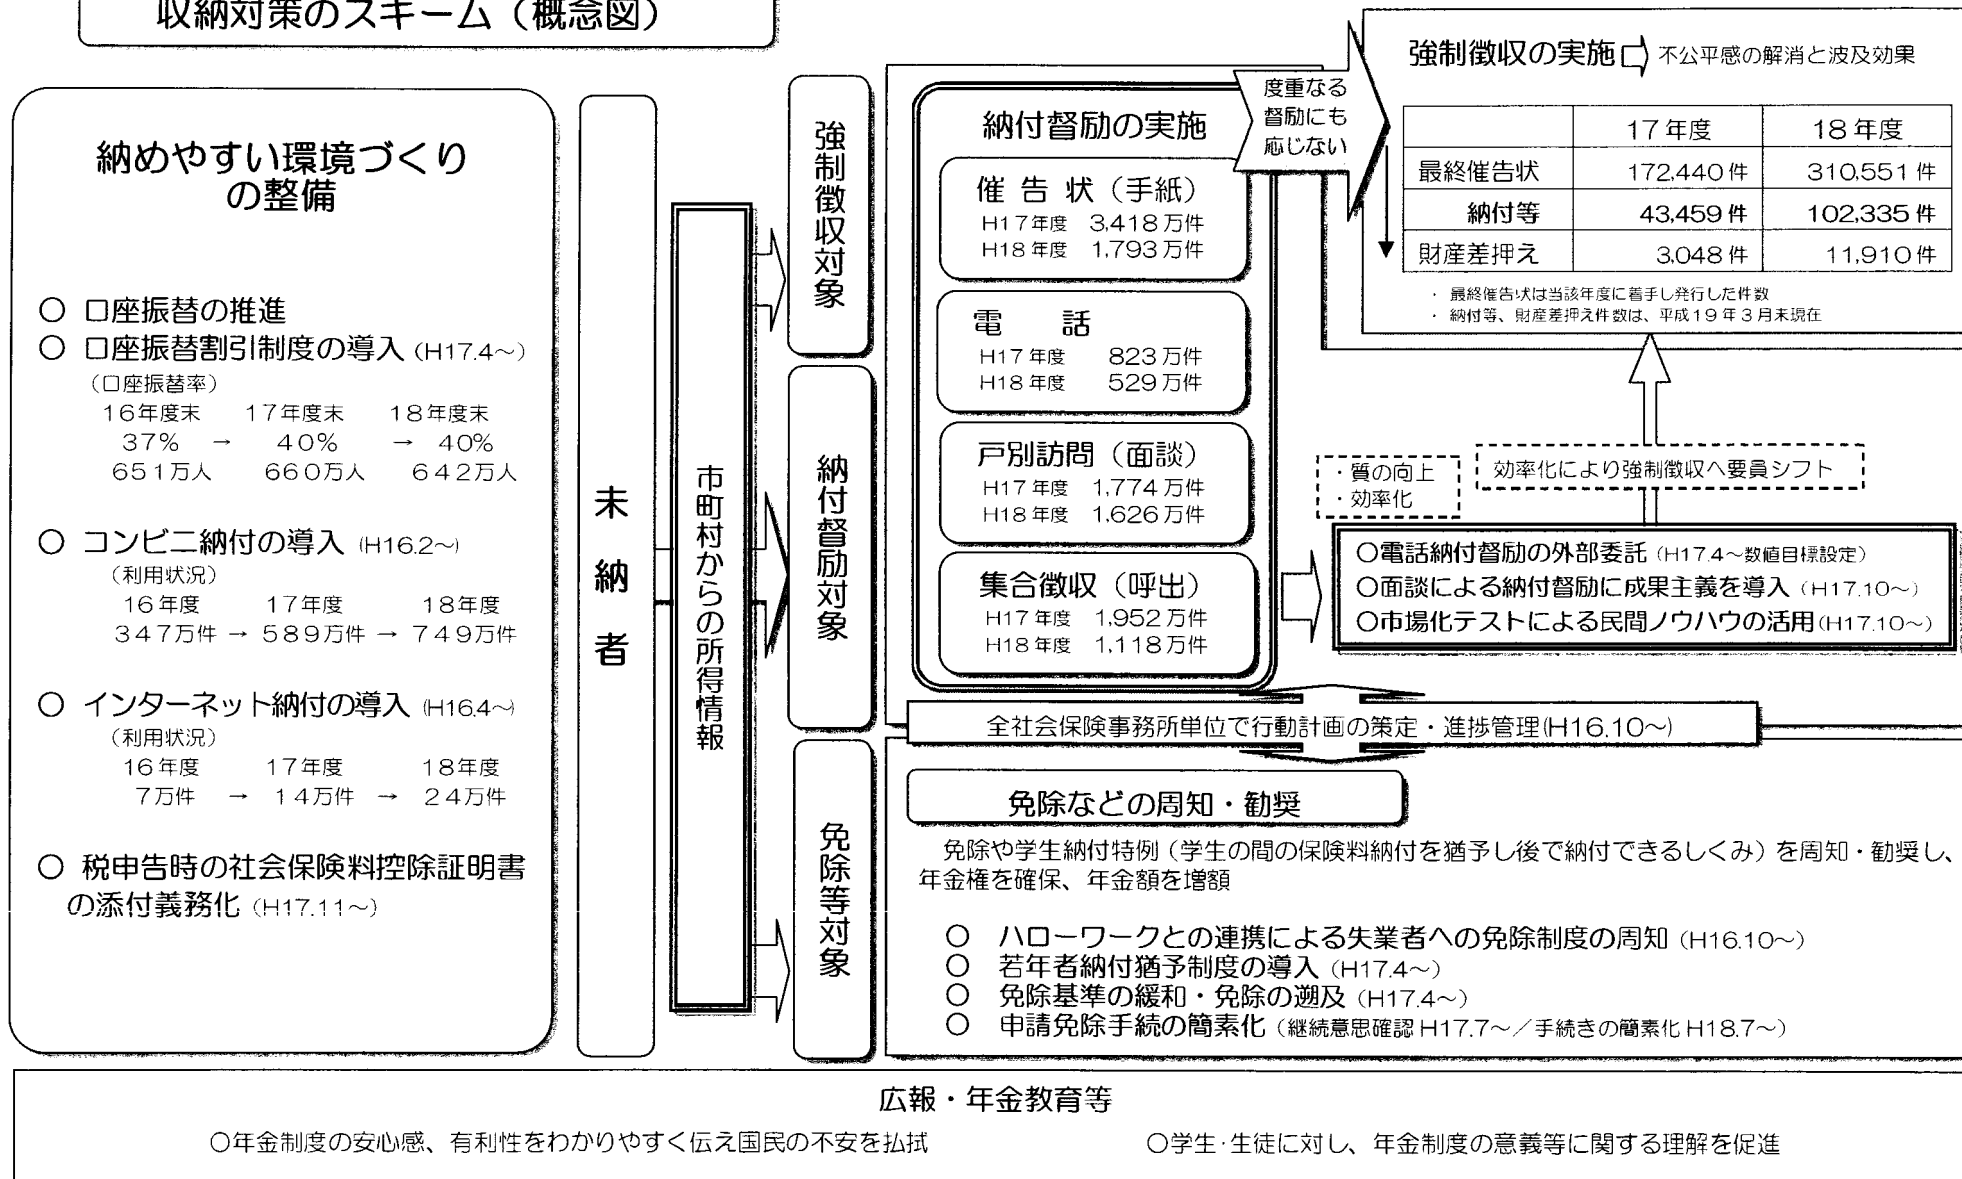 収納対策のスキーム（概念図）
納めやすい環境づくり
の整備
○ 口座振替の推進
○ 口座振替割引制度の導入（H17.4～）
（口座振替率）
16年度末 17年度末 18年度末
37% → 40% → 40%
651万人 660万人 642万人
○ コンビニ納付の導入（H16.2～）
（利用状況）
16年度 17年度 18年度
347万件 → 589万件 → 749万件
○ インターネット納付の導入（H16.4～）
（利用状況）
16年度 17年度 18年度
7万件 → 14万件 → 24万件
○ 税申告時の社会保険料控除証明書
の添付義務化（H17.11～）
未納者
市町村からの所得情報
強制徴収対象
納付督励対象
免除等対象
納付督励の実施
催告状（手紙）
H17年度 3,418万件
H18年度 1,793万件
電話
H17年度 823万件
H18年度 529万件
戸別訪問（面談）
H17年度 1,774万件
H18年度 1,626万件
集合徴収（呼出）
H17年度 1,952万件
H18年度 1,118万件
度重なる
督励にも
応じない
強制徴収の実施 ⇨ 不公平感の解消と波及効果
17年度 18年度
最終催告状 172,440件 310,551件
納付等 43,459件 102,335件
財産差押え 3,048件 11,910件
・ 最終催告状は当該年度に着手し発行した件数
・ 納付等、財産差押え件数は、平成19年3月末現在
・質の向上
・効率化
効率化により強制徴収へ要員シフト
○電話納付督励の外部委託（H17.4～数値目標設定）
○面談による納付督励に成果主義を導入（H17.10～）
○市場化テストによる民間ノウハウの活用(H17.10～)
全社会保険事務所単位で行動計画の策定・進捗管理(H16.10～)
免除などの周知・勧奨
免除や学生納付特例（学生の間の保険料納付を猶予し後で納付できるしくみ）を周知・勧奨し、
年金権を確保、年金額を増額
○ ハローワークとの連携による失業者への免除制度の周知（H16.10～）
○ 若年者納付猶予制度の導入（H17.4～）
○ 免除基準の緩和・免除の遡及（H17.4～）
○ 申請免除手続の簡素化（継続意思確認 H17.7～／手続きの簡素化 H18.7～）
広報・年金教育等
○年金制度の安心感、有利性をわかりやすく伝え国民の不安を払拭
○学生・生徒に対し、年金制度の意義等に関する理解を促進